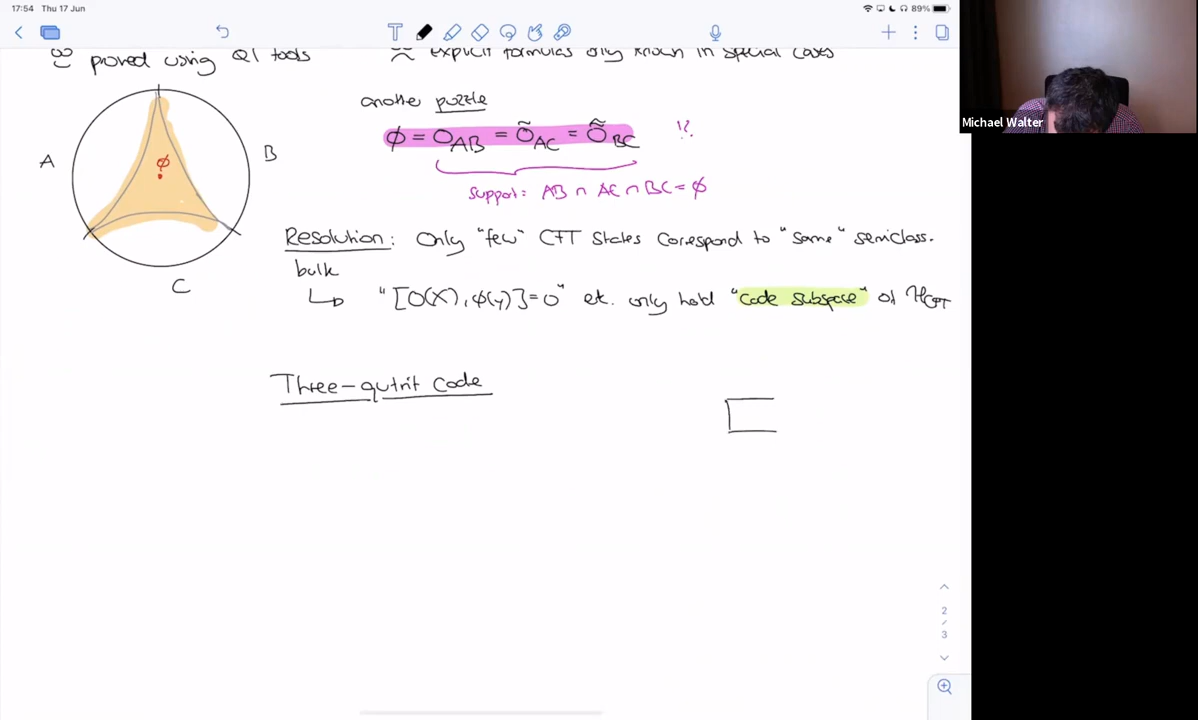 17:54 Thu 17 Jun
89%
proved using QI tools
explicit formulas only known in special cases
another puzzle
ϕ = O_AB = Õ_AC = Õ_BC !?
support: AB ∩ AC ∩ BC = ∅
A
B
C
ϕ
Resolution: Only "few" CFT states correspond to "same" semiclass.
bulk
↳ "[O(X), ϕ(y)] = 0" etc. only hold "code subspace" of H_CFT
Three-qutrit code
T
2
/
3
Michael Walter